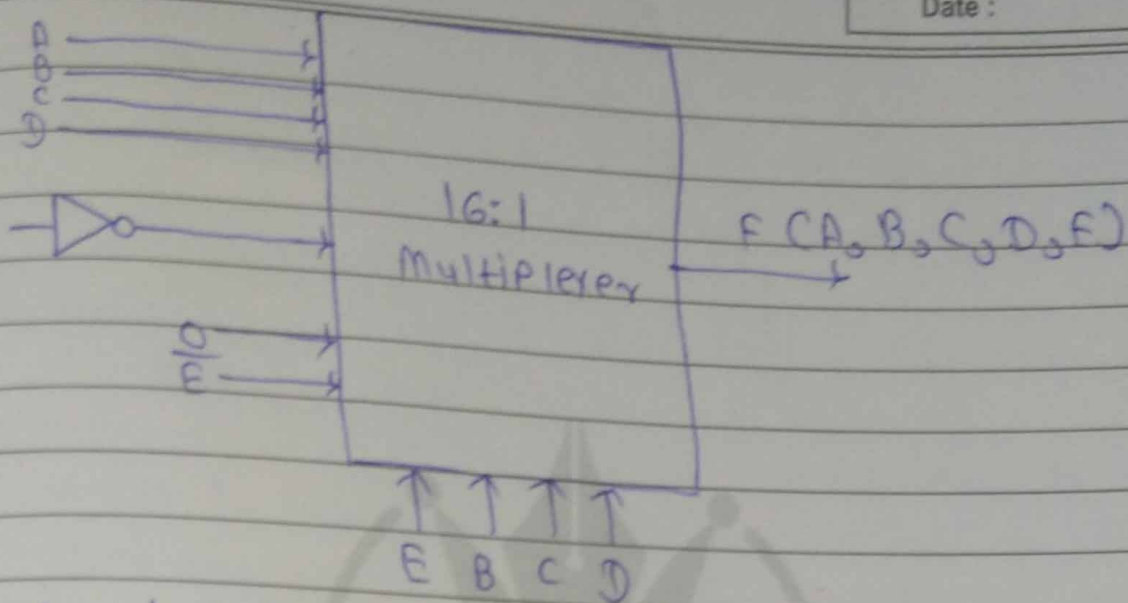 Date :
B
C
D
16:1
Multiplexer
F (A, B, C, D, E)
0
E
E B C D